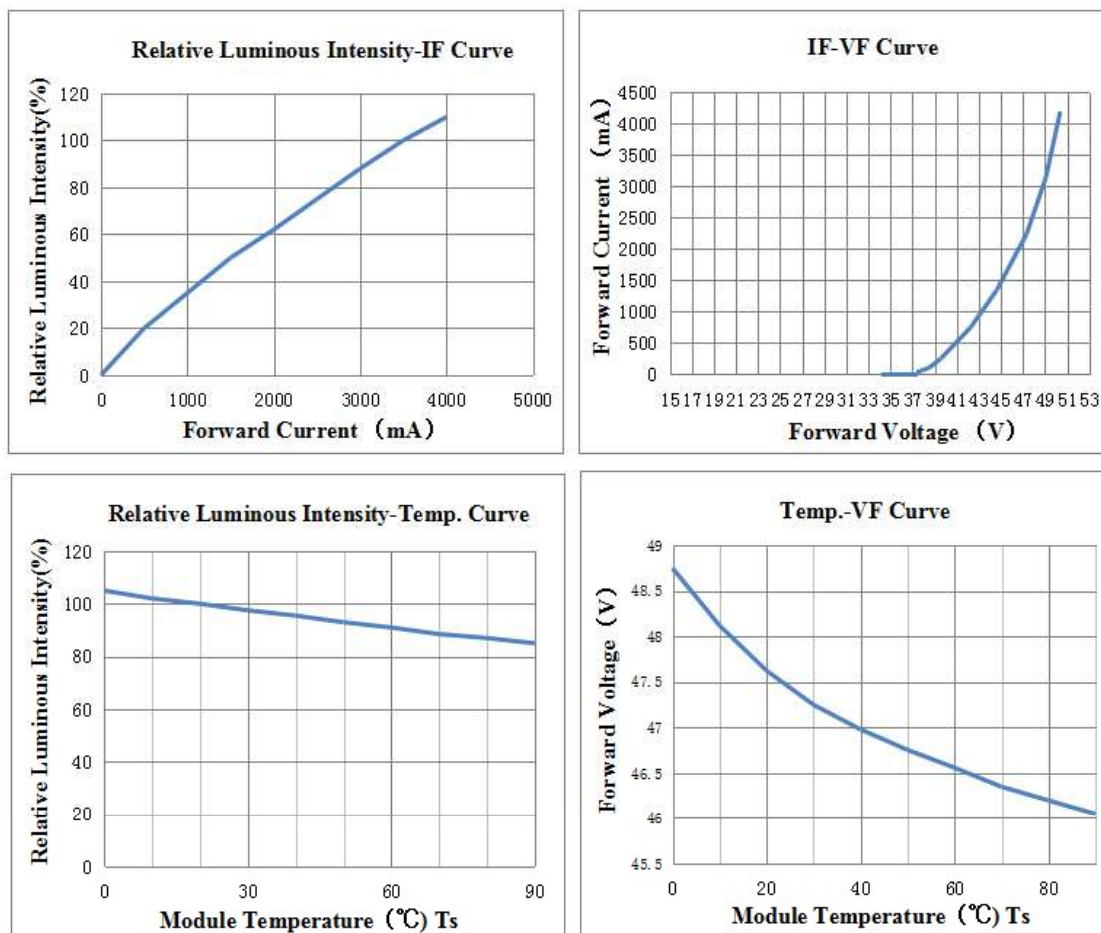 Relative Luminous Intensity-IF Curve
Relative Luminous Intensity(%)
120
100
80
60
40
20
0
0 1000 2000 3000 4000 5000
Forward Current (mA)
IF-VF Curve
Forward Current (mA)
4500
4000
3500
3000
2500
2000
1500
1000
500
0
15 17 19 21 23 25 27 29 31 33 35 37 39 41 43 45 47 49 51 53
Forward Voltage (V)
Relative Luminous Intensity-Temp. Curve
Relative Luminous Intensity(%)
120
100
80
60
40
20
0
0 30 60 90
Module Temperature (℃) Ts
Temp.-VF Curve
Forward Voltage (V)
49
48.5
48
47.5
47
46.5
46
45.5
0 20 40 60 80
Module Temperature (℃) Ts